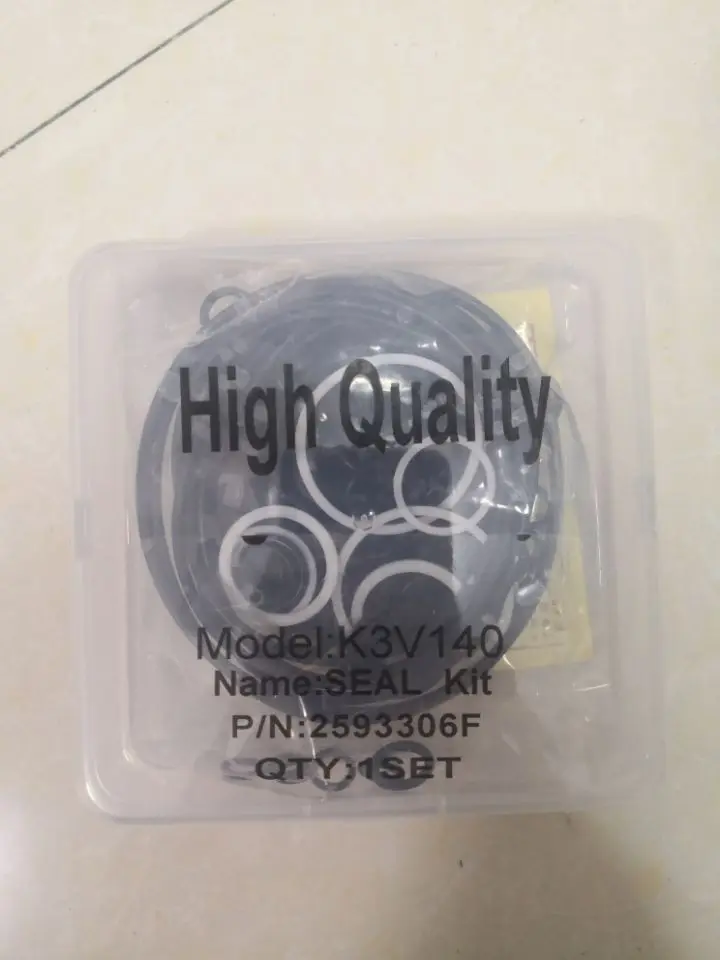 High Quality
Model:K3V140
Name:SEAL Kit
P/N:2593306F
QTY:1SET